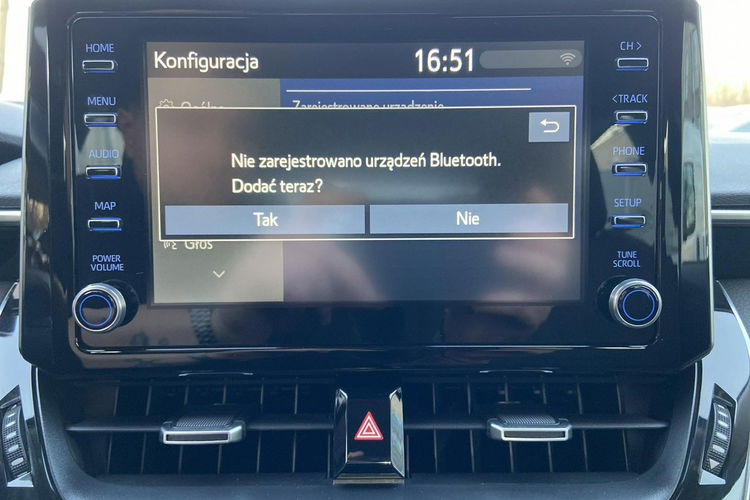 HOME
MENU
AUDIO
MAP
POWER
VOLUME
Konfiguracja 16:51
Ogólne
Zarejestrowane urządzenie
Nie zarejestrowano urządzeń Bluetooth.
Dodać teraz?
Tak Nie
Głos
CH >
< TRACK
PHONE
SETUP
TUNE
SCROLL